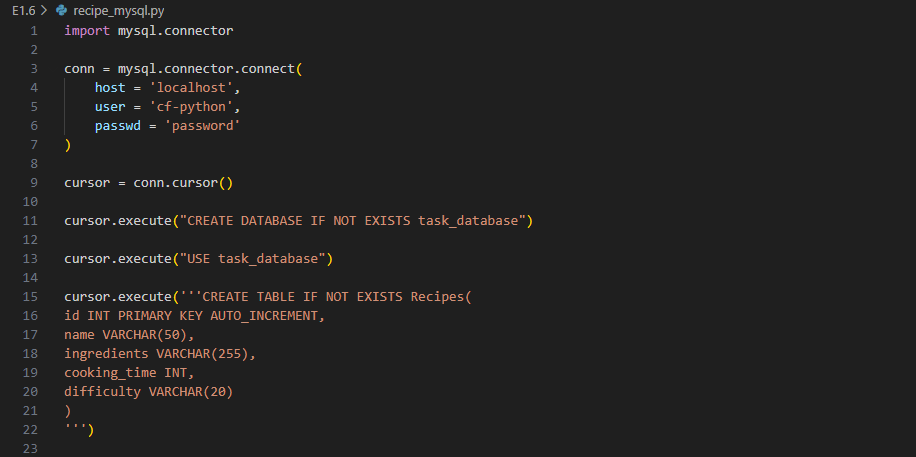 E1.6 > recipe_mysql.py
1 import mysql.connector
2
3 conn = mysql.connector.connect(
4     host = 'localhost',
5     user = 'cf-python',
6     passwd = 'password'
7 )
8
9 cursor = conn.cursor()
10
11 cursor.execute("CREATE DATABASE IF NOT EXISTS task_database")
12
13 cursor.execute("USE task_database")
14
15 cursor.execute('''CREATE TABLE IF NOT EXISTS Recipes(
16 id INT PRIMARY KEY AUTO_INCREMENT,
17 name VARCHAR(50),
18 ingredients VARCHAR(255),
19 cooking_time INT,
20 difficulty VARCHAR(20)
21 )
22 ''')
23